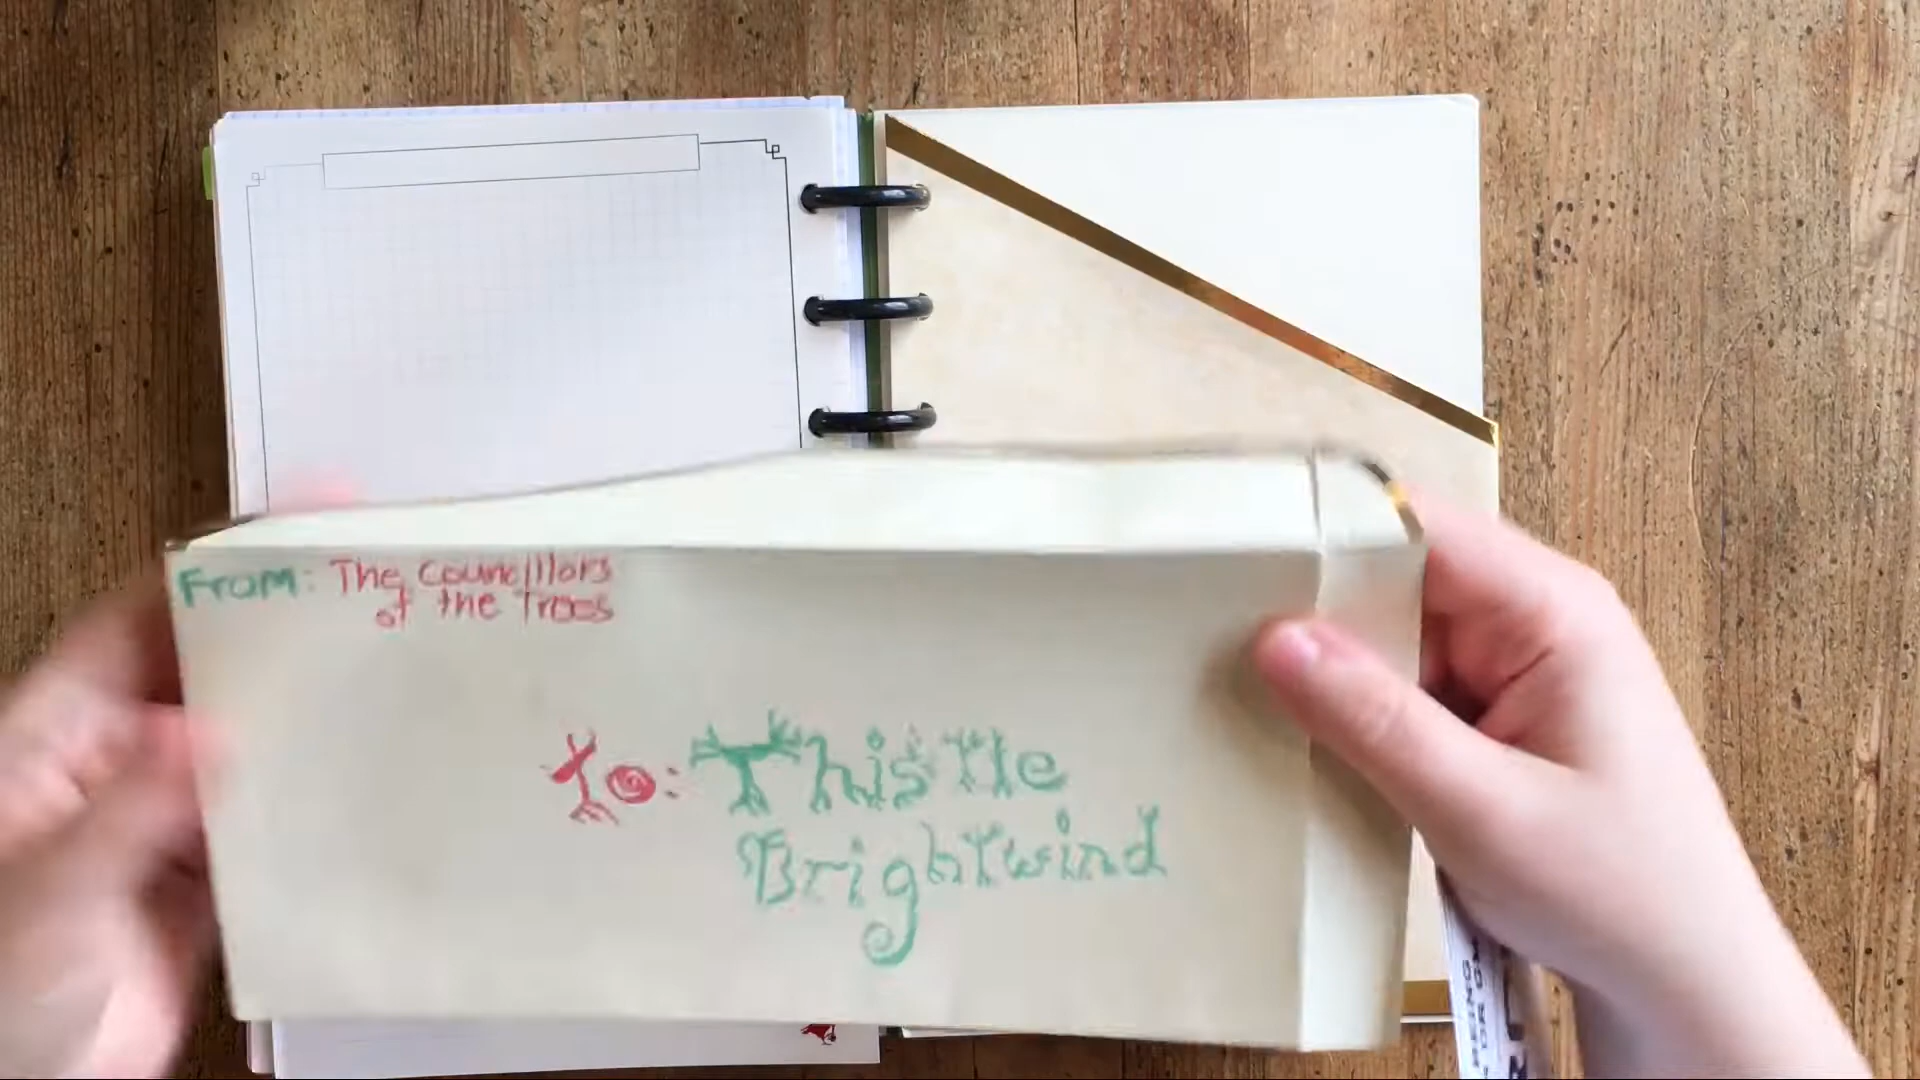 From: The Councillors
of the Trees
To: Thistle
Brightwind